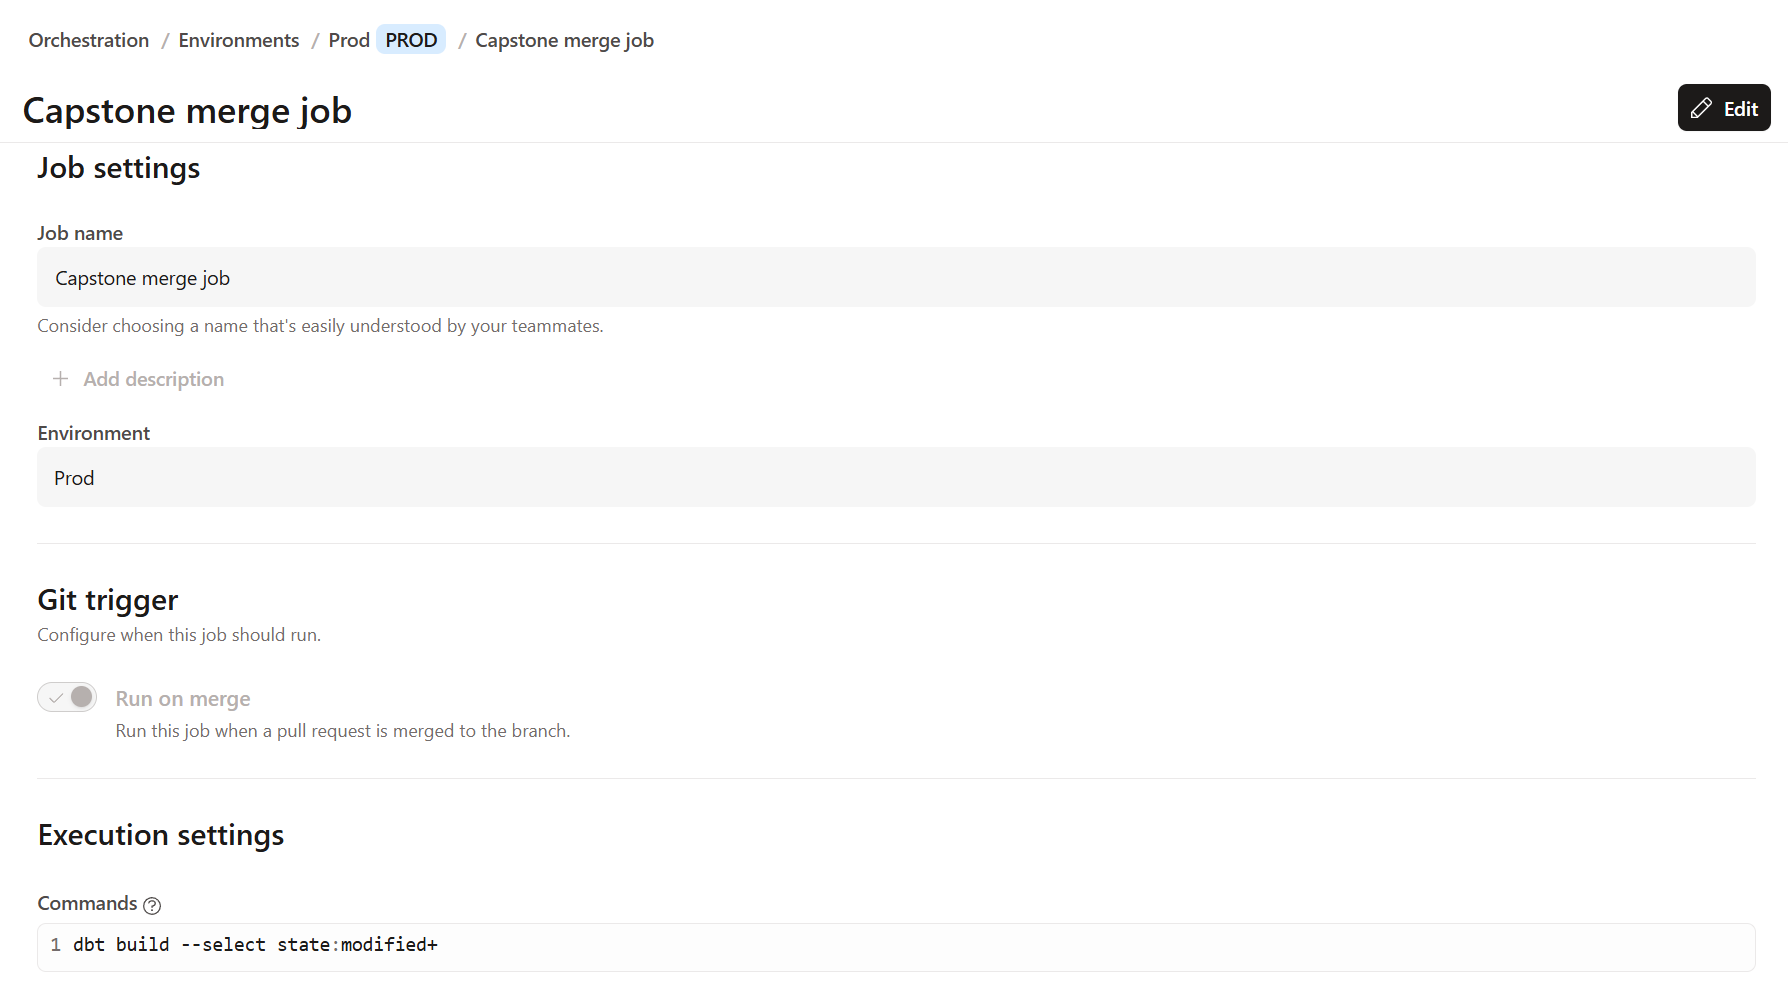 Orchestration / Environments / Prod PROD / Capstone merge job
Capstone merge job
Edit
Job settings
Job name
Capstone merge job
Consider choosing a name that's easily understood by your teammates.
+ Add description
Environment
Prod
Git trigger
Configure when this job should run.
Run on merge
Run this job when a pull request is merged to the branch.
Execution settings
Commands ?
1 dbt build --select state:modified+